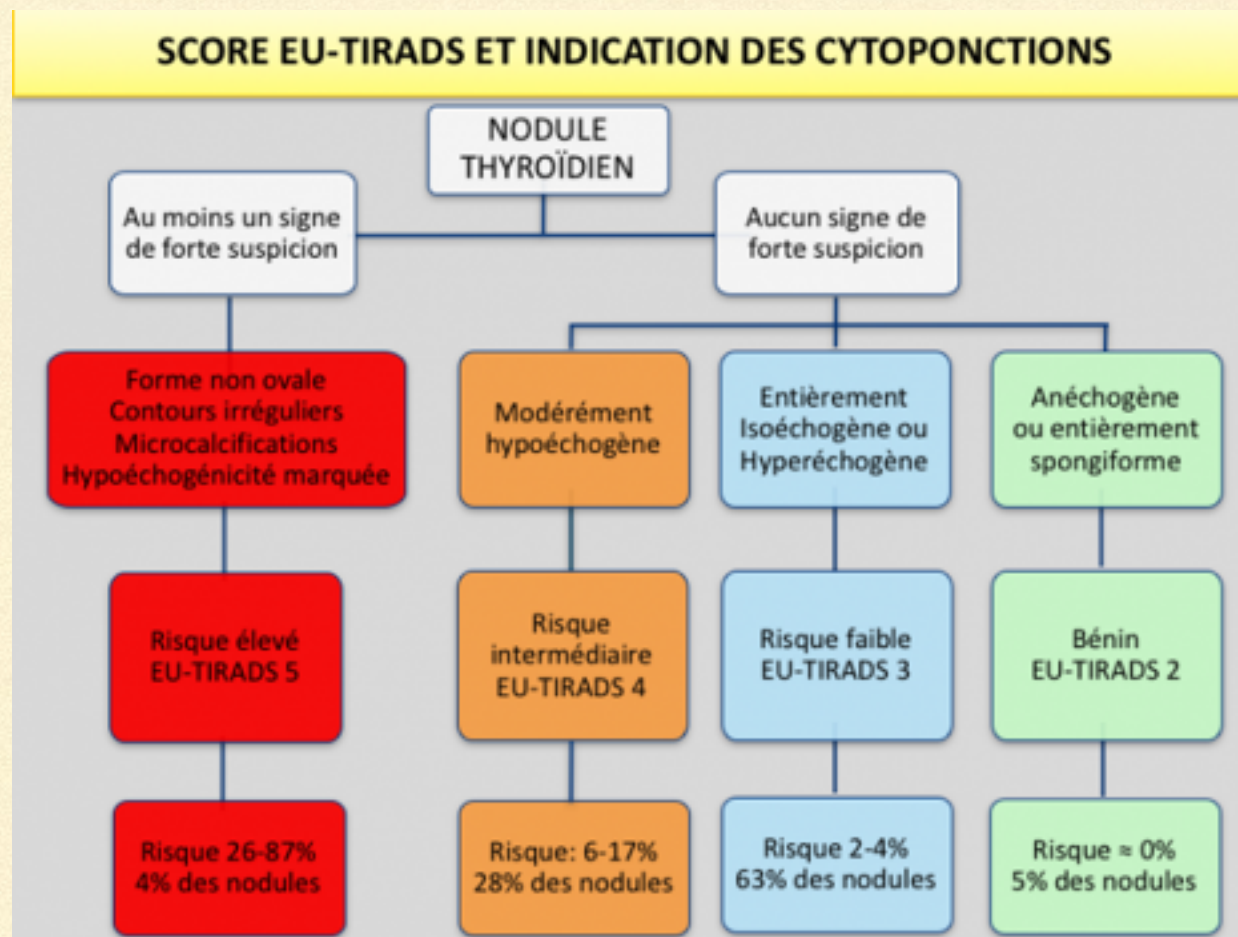 SCORE EU-TIRADS ET INDICATION DES CYTOPONCTIONS
NODULE
THYROÏDIEN
Au moins un signe
de forte suspicion
Aucun signe de
forte suspicion
Forme non ovale
Contours irréguliers
Microcalcifications
Hypoéchogénicité marquée
Modérément
hypoéchogène
Entièrement
Isoéchogène ou
Hyperéchogène
Anéchogène
ou entièrement
spongiforme
Risque élevé
EU-TIRADS 5
Risque
intermédiaire
EU-TIRADS 4
Risque faible
EU-TIRADS 3
Bénin
EU-TIRADS 2
Risque 26-87%
4% des nodules
Risque: 6-17%
28% des nodules
Risque 2-4%
63% des nodules
Risque ≈ 0%
5% des nodules